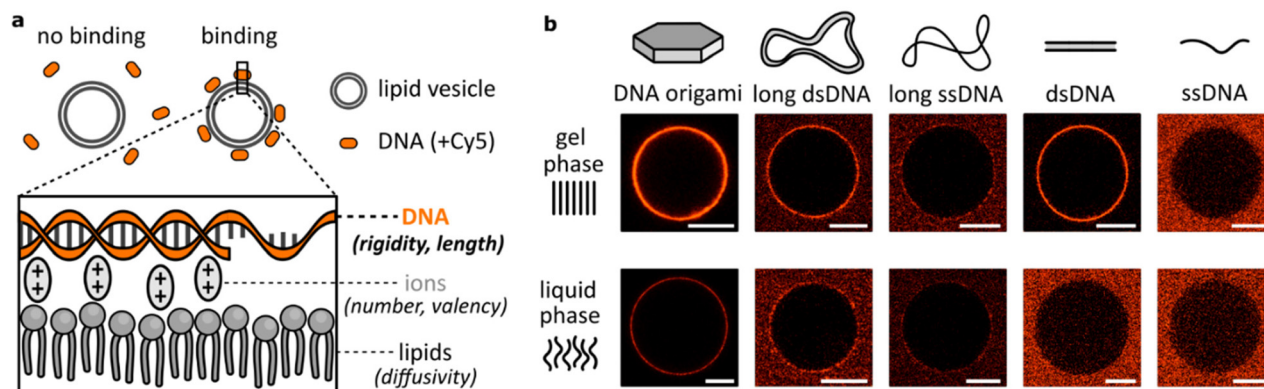 a
no binding
binding
lipid vesicle
DNA (+Cy5)
DNA
(rigidity, length)
++
++
++
++
ions
(number, valency)
lipids
(diffusivity)
b
DNA origami
long dsDNA
long ssDNA
dsDNA
ssDNA
gel
phase
liquid
phase